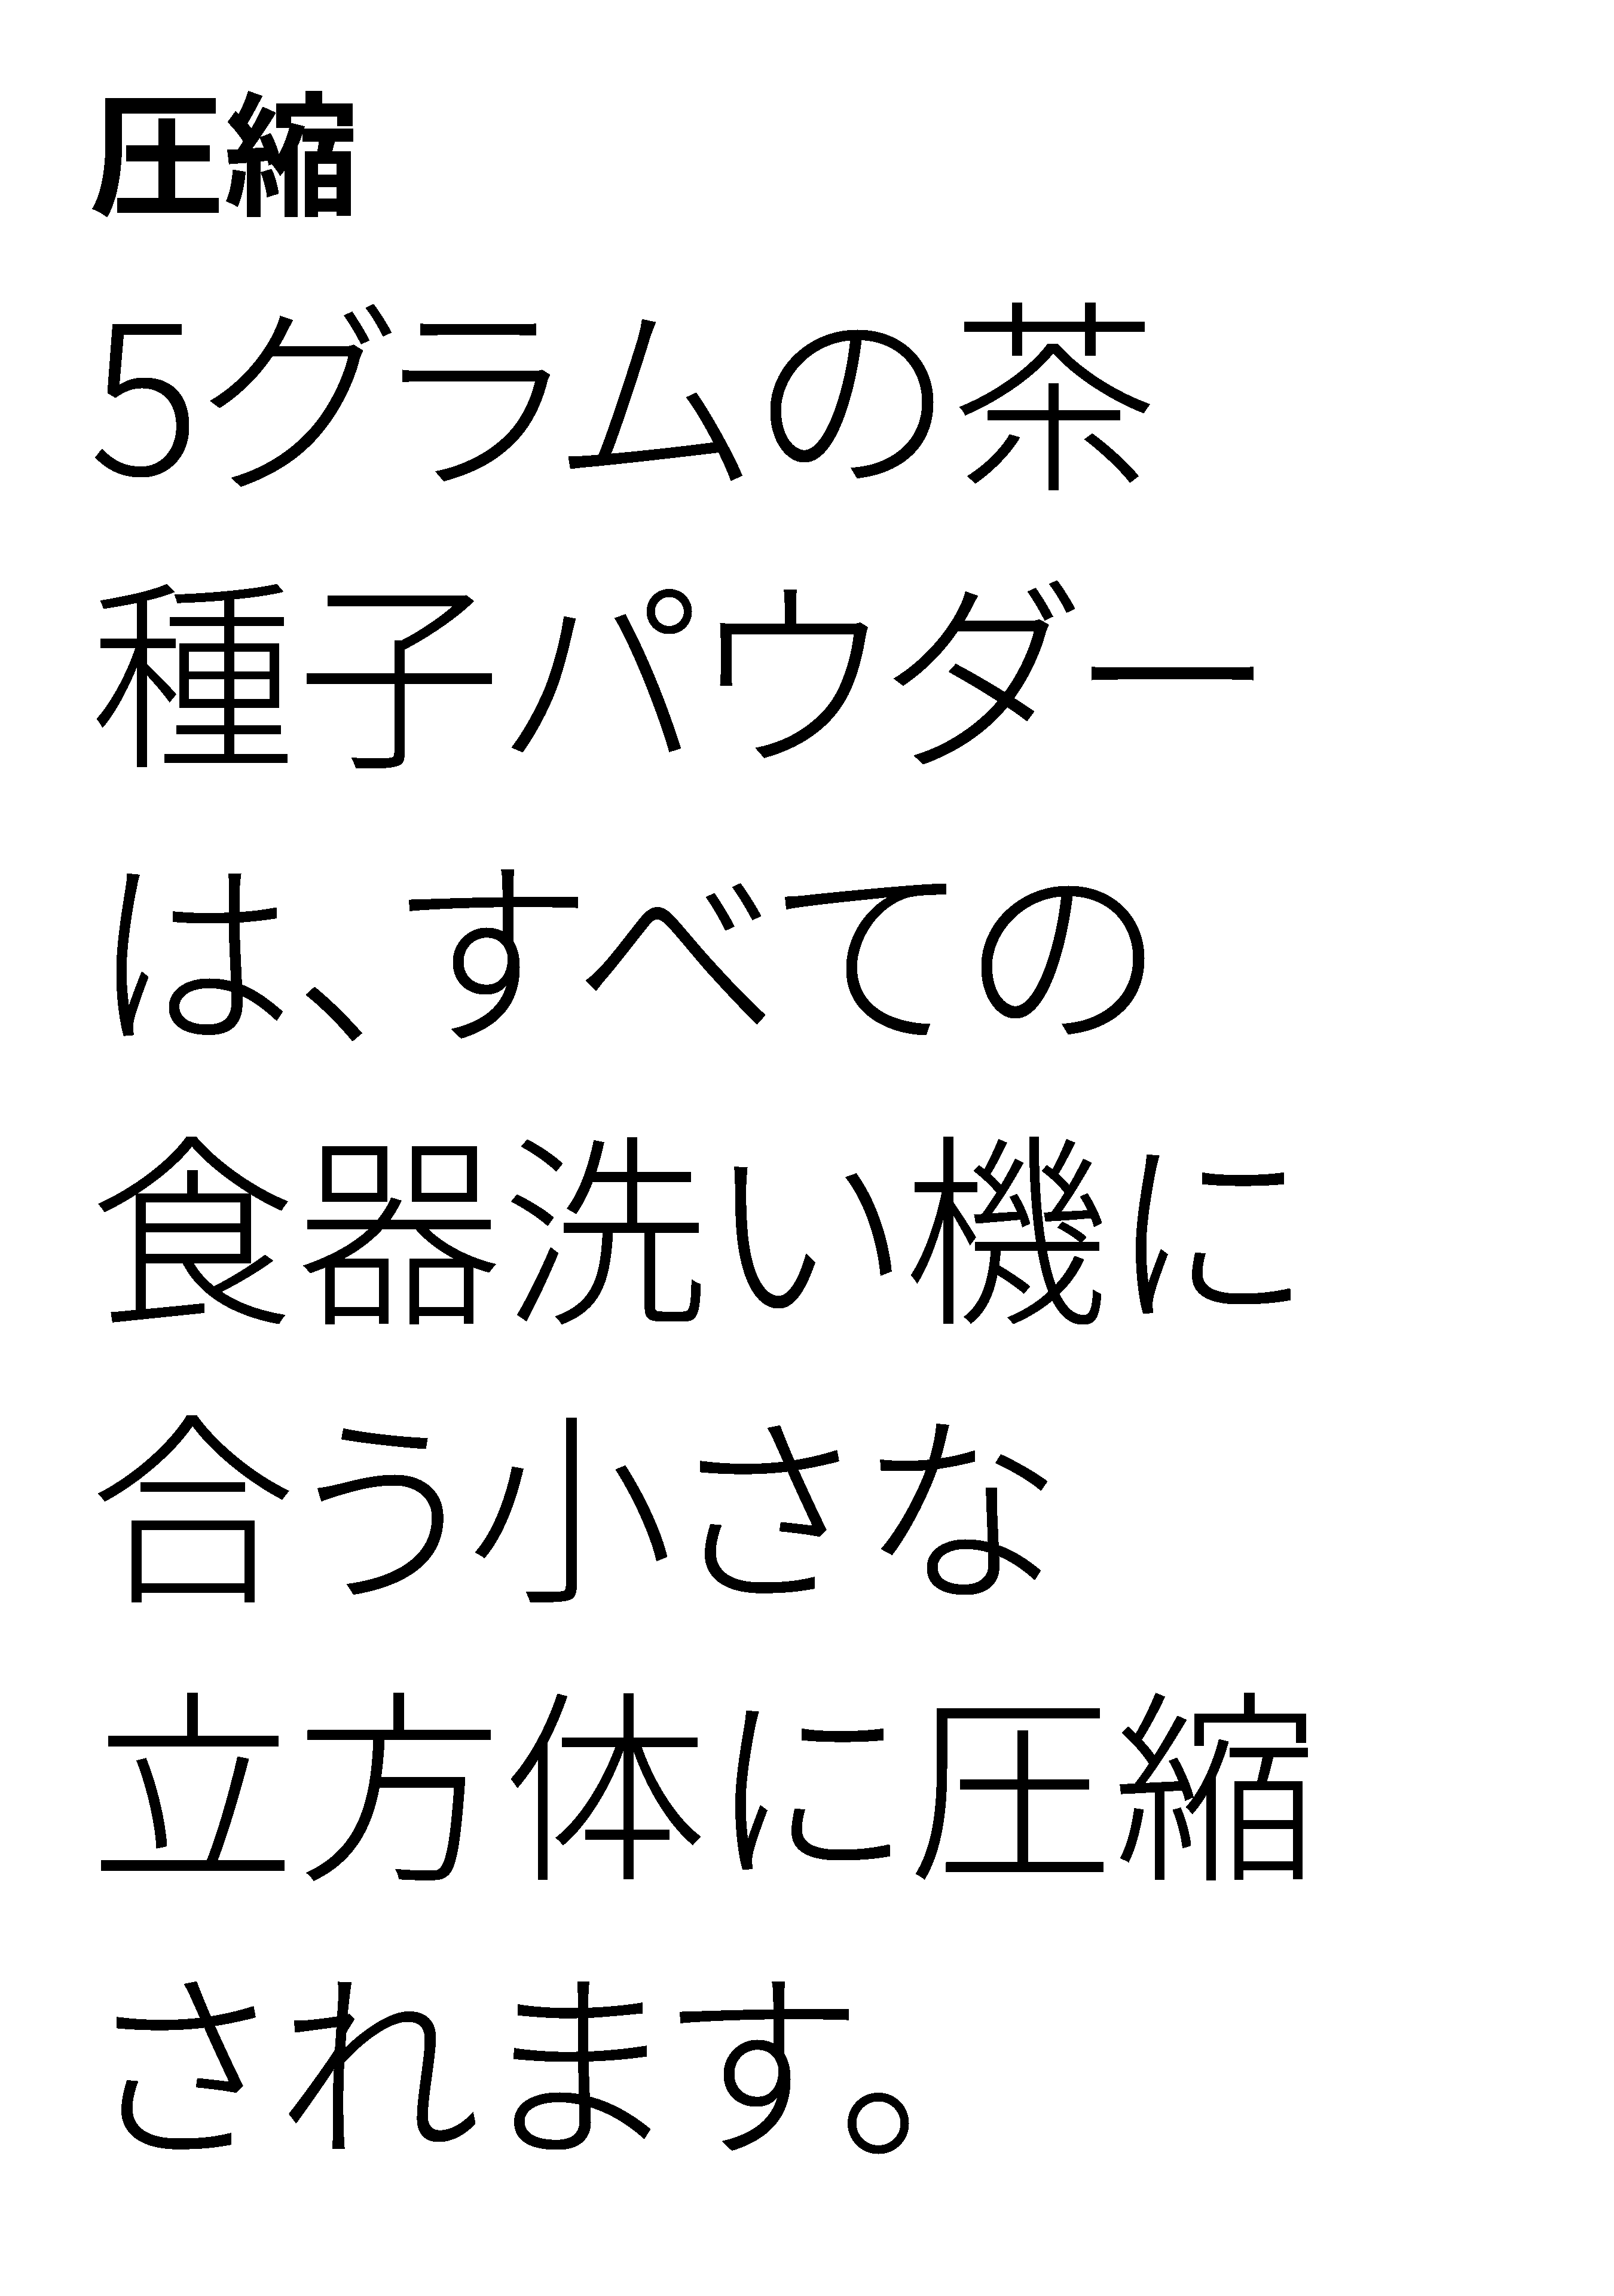 圧縮
5グラムの茶
種子パウダー
は、すべての
食器洗い機に
合う小さな
立方体に圧縮
されます。